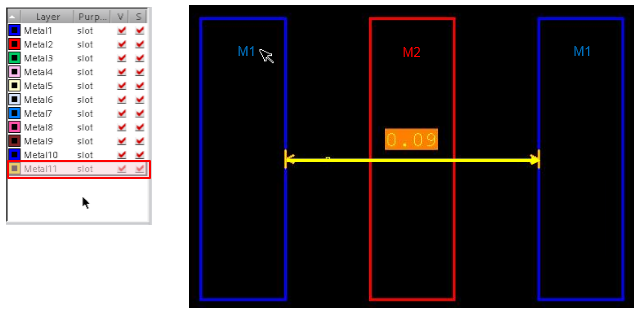 Layer Purp... V S
Metal1 slot
Metal2 slot
Metal3 slot
Metal4 slot
Metal5 slot
Metal6 slot
Metal7 slot
Metal8 slot
Metal9 slot
Metal10 slot
Metal11 slot
M1 M2 M1
0.09